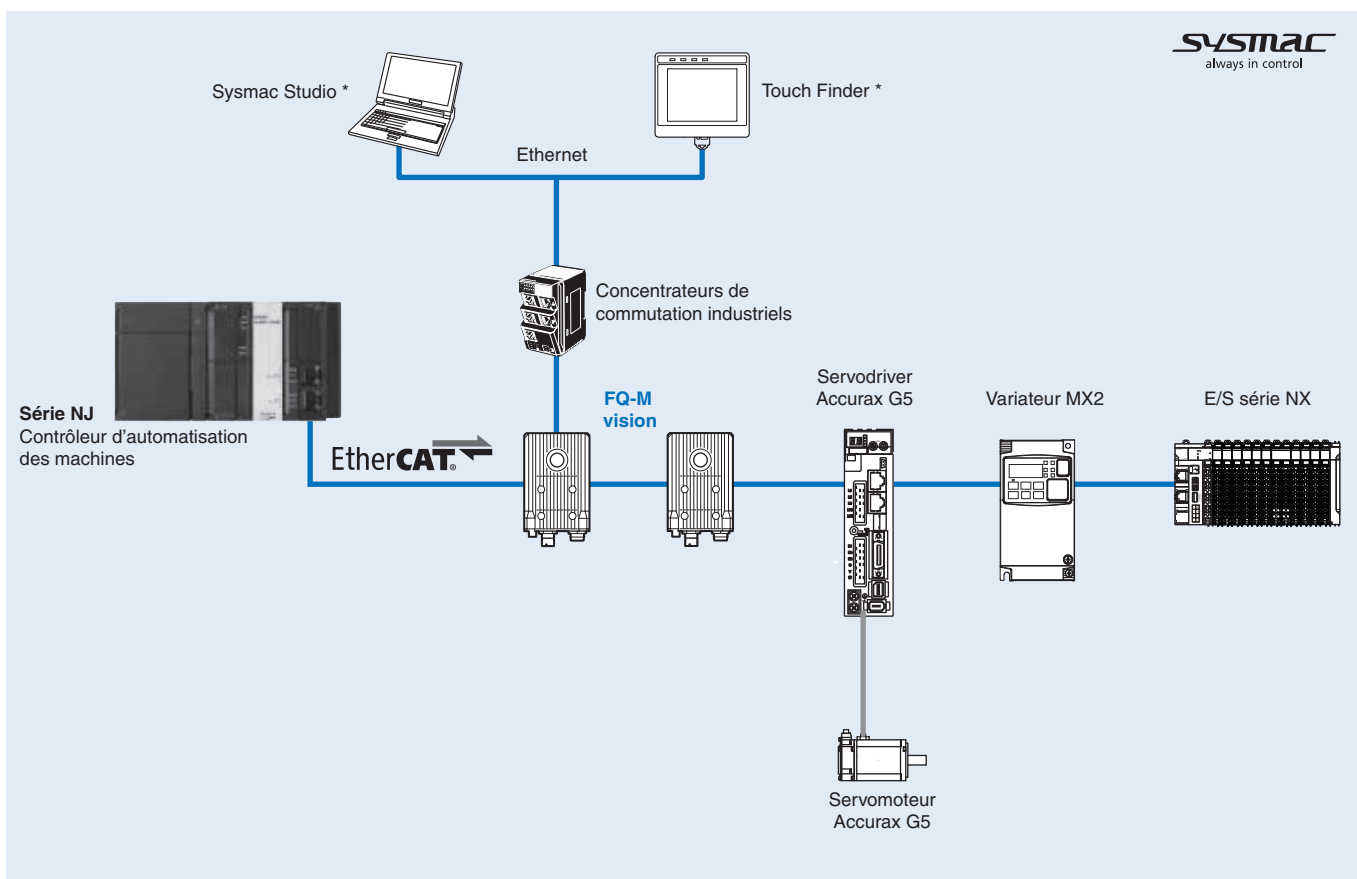 sysmac
always in control
Sysmac Studio *
Touch Finder *
Ethernet
Concentrateurs de
commutation industriels
Série NJ
Contrôleur d'automatisation
des machines
EtherCAT®
FQ-M
vision
Servodriver
Accurax G5
Variateur MX2
E/S série NX
Servomoteur
Accurax G5